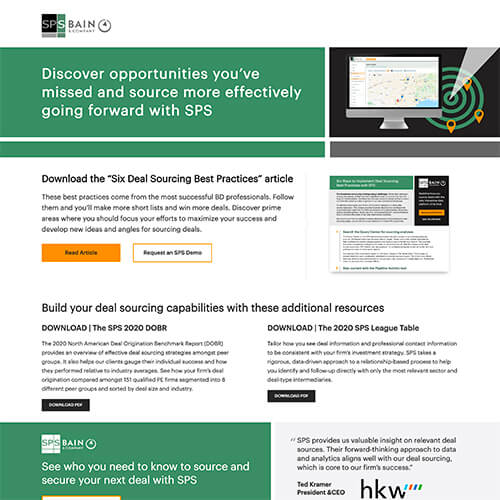 SPS BAIN
& COMPANY
Discover opportunities you've
missed and source more effectively
going forward with SPS
Download the “Six Deal Sourcing Best Practices” article
These best practices come from the most successful BD professionals. Follow
them and you'll make more short lists and win more deals. Discover prime
areas where you should focus your efforts to maximize your success and
develop new ideas and angles for sourcing deals.
Read Article
Request an SPS Demo
Six Steps to Implement Deal Sourcing
Best Practices with SPS
SPS BAIN
Build your deal sourcing capabilities with these additional resources
DOWNLOAD | The SPS 2020 DOBR
The 2020 North American Deal Origination Benchmark Report (DOBR)
provides an overview of effective deal sourcing strategies amongst peer
groups. It also helps our clients gauge their individual success and how
they performed relative to industry averages. See how your firm's deal
origination compared amongst 151 qualified PE firms segmented into 8
different peer groups and sorted by deal size and industry.
DOWNLOAD PDF
DOWNLOAD | The 2020 SPS League Table
Tailor how you see deal information and professional contact information
to be consistent with your firm's investment strategy. SPS takes a
rigorous, data-driven approach to a relationship-based process to help
you identify and follow-up directly with only the most relevant sector and
deal-type intermediaries.
DOWNLOAD PDF
SPS BAIN
& COMPANY
See who you need to know to source and
secure your next deal with SPS
“SPS provides us valuable insight on relevant deal
sources. Their forward-thinking approach to data
and analytics aligns well with our deal sourcing,
which is core to our firm's success.”
Ted Kramer
President &CEO
hkw